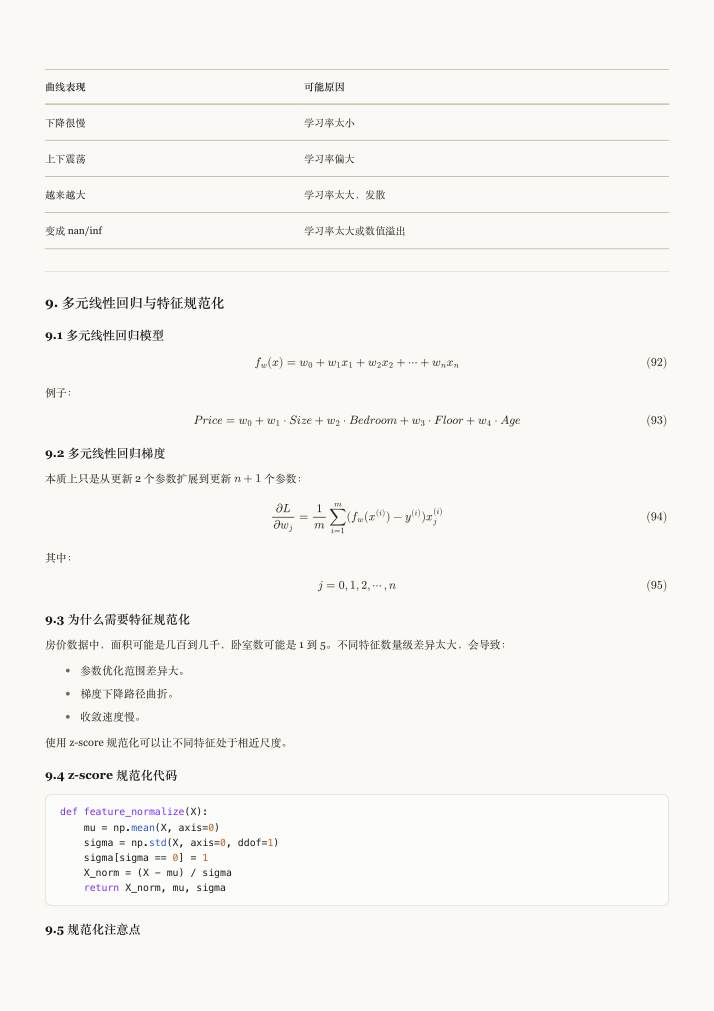 曲线表现 可能原因
下降很慢 学习率太小
上下震荡 学习率偏大
越来越大 学习率太大，发散
变成 nan/inf 学习率太大或数值溢出
9. 多元线性回归与特征规范化
9.1 多元线性回归模型
f_w(x) = w_0 + w_1x_1 + w_2x_2 + ⋯ + w_nx_n (92)
例子：
Price = w_0 + w_1 · Size + w_2 · Bedroom + w_3 · Floor + w_4 · Age (93)
9.2 多元线性回归梯度
本质上只是从更新 2 个参数扩展到更新 n + 1 个参数：
∂L/∂w_j = 1/m ∑_{i=1}^{m} (f_w(x^{(i)}) − y^{(i)})x_j^{(i)} (94)
其中：
j = 0, 1, 2, ⋯, n (95)
9.3 为什么需要特征规范化
房价数据中，面积可能是几百到几千，卧室数可能是 1 到 5。不同特征数量级差异太大，会导致：
• 参数优化范围差异大。
• 梯度下降路径曲折。
• 收敛速度慢。
使用 z-score 规范化可以让不同特征处于相近尺度。
9.4 z-score 规范化代码
def feature_normalize(X):
    mu = np.mean(X, axis=0)
    sigma = np.std(X, axis=0, ddof=1)
    sigma[sigma == 0] = 1
    X_norm = (X − mu) / sigma
    return X_norm, mu, sigma
9.5 规范化注意点